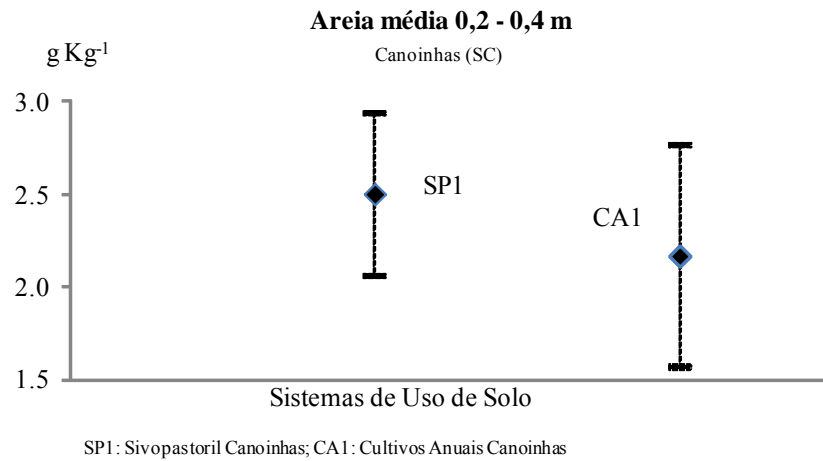 Areia média 0,2 - 0,4 m
Canoinhas (SC)
g Kg-1
3.0
2.5
2.0
1.5
SP1
CA1
Sistemas de Uso de Solo
SP1: Sivopastoril Canoinhas; CA1: Cultivos Anuais Canoinhas